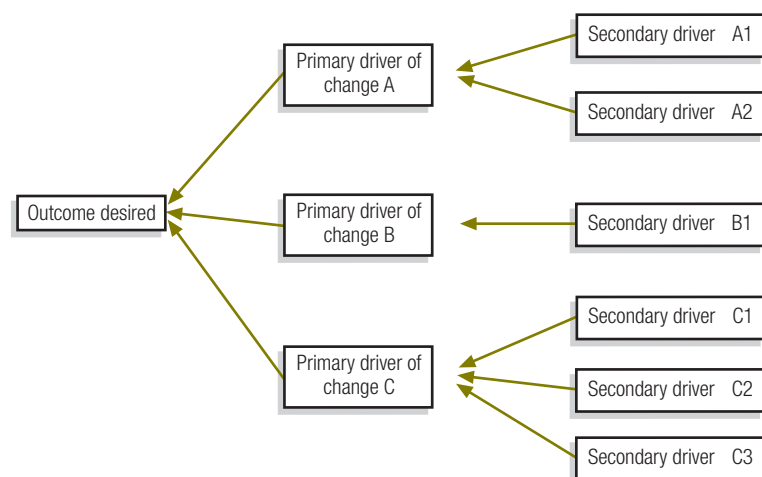 Outcome desired
Primary driver of
change A
Primary driver of
change B
Primary driver of
change C
Secondary driver A1
Secondary driver A2
Secondary driver B1
Secondary driver C1
Secondary driver C2
Secondary driver C3